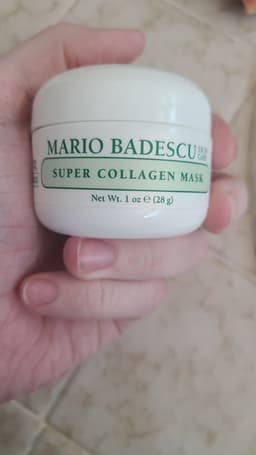 MARIO BADESCU SKIN CARE
SUPER COLLAGEN MASK
Net Wt. 1 oz e (28 g)